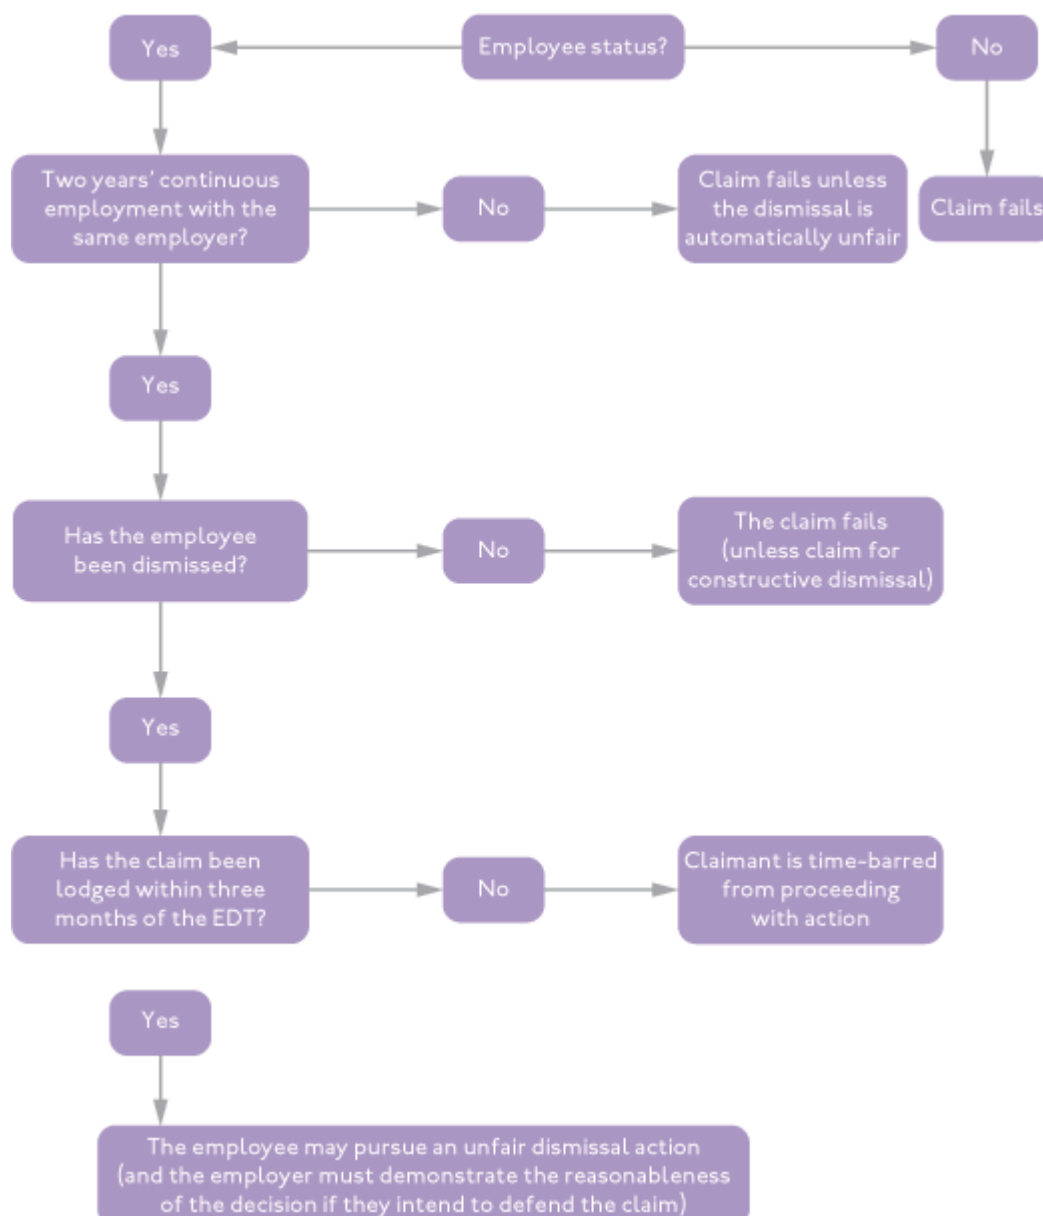 Yes
Employee status?
No
Two years’ continuous
employment with the
same employer?
No
Claim fails unless
the dismissal is
automatically unfair
Claim fails
Yes
Has the employee
been dismissed?
No
The claim fails
(unless claim for
constructive dismissal)
Yes
Has the claim been
lodged within three
months of the EDT?
No
Claimant is time-barred
from proceeding
with action
Yes
The employee may pursue an unfair dismissal action
(and the employer must demonstrate the reasonableness
of the decision if they intend to defend the claim)